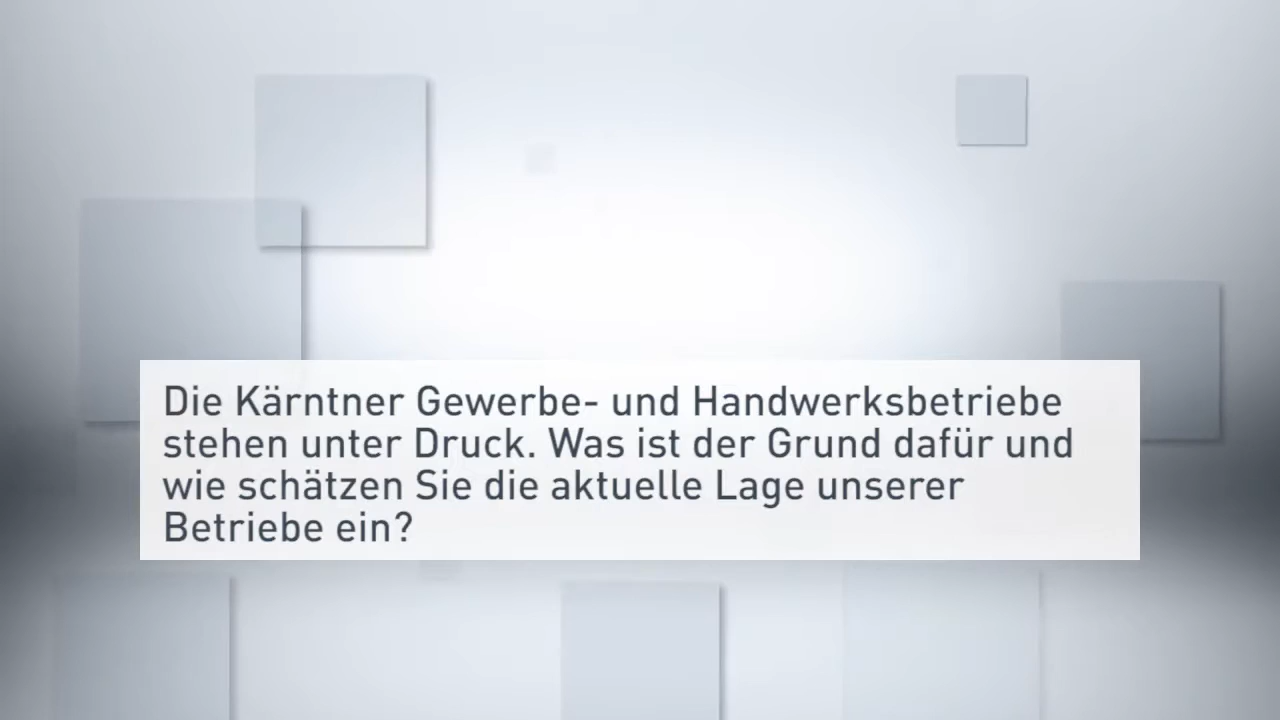 Die Kärntner Gewerbe- und Handwerksbetriebe
stehen unter Druck. Was ist der Grund dafür und
wie schätzen Sie die aktuelle Lage unserer
Betriebe ein?